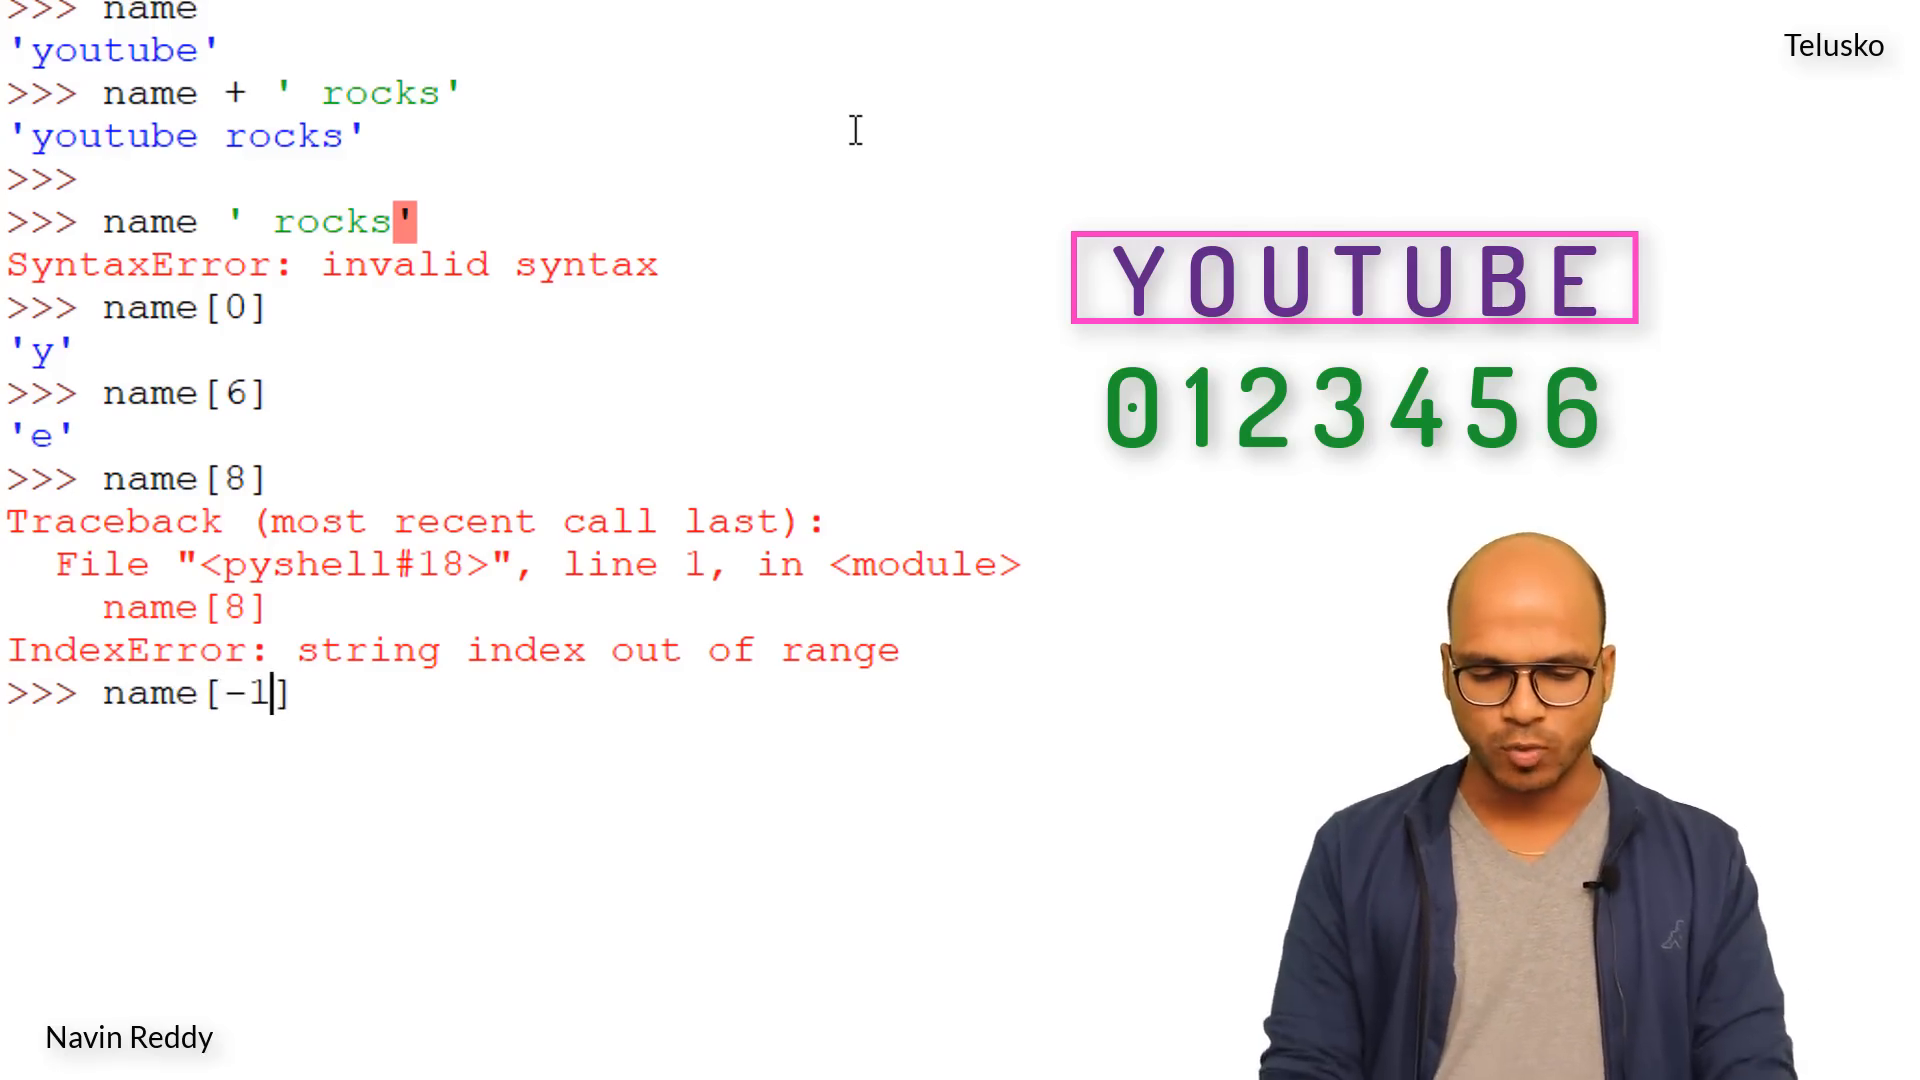 >>> name
'youtube'
>>> name + ' rocks'
'youtube rocks'
>>>
>>> name ' rocks'
SyntaxError: invalid syntax
>>> name[0]
'y'
>>> name[6]
'e'
>>> name[8]
Traceback (most recent call last):
  File "<pyshell#18>", line 1, in <module>
    name[8]
IndexError: string index out of range
>>> name[-1]
Telusko
YOUTUBE
0123456
Navin Reddy